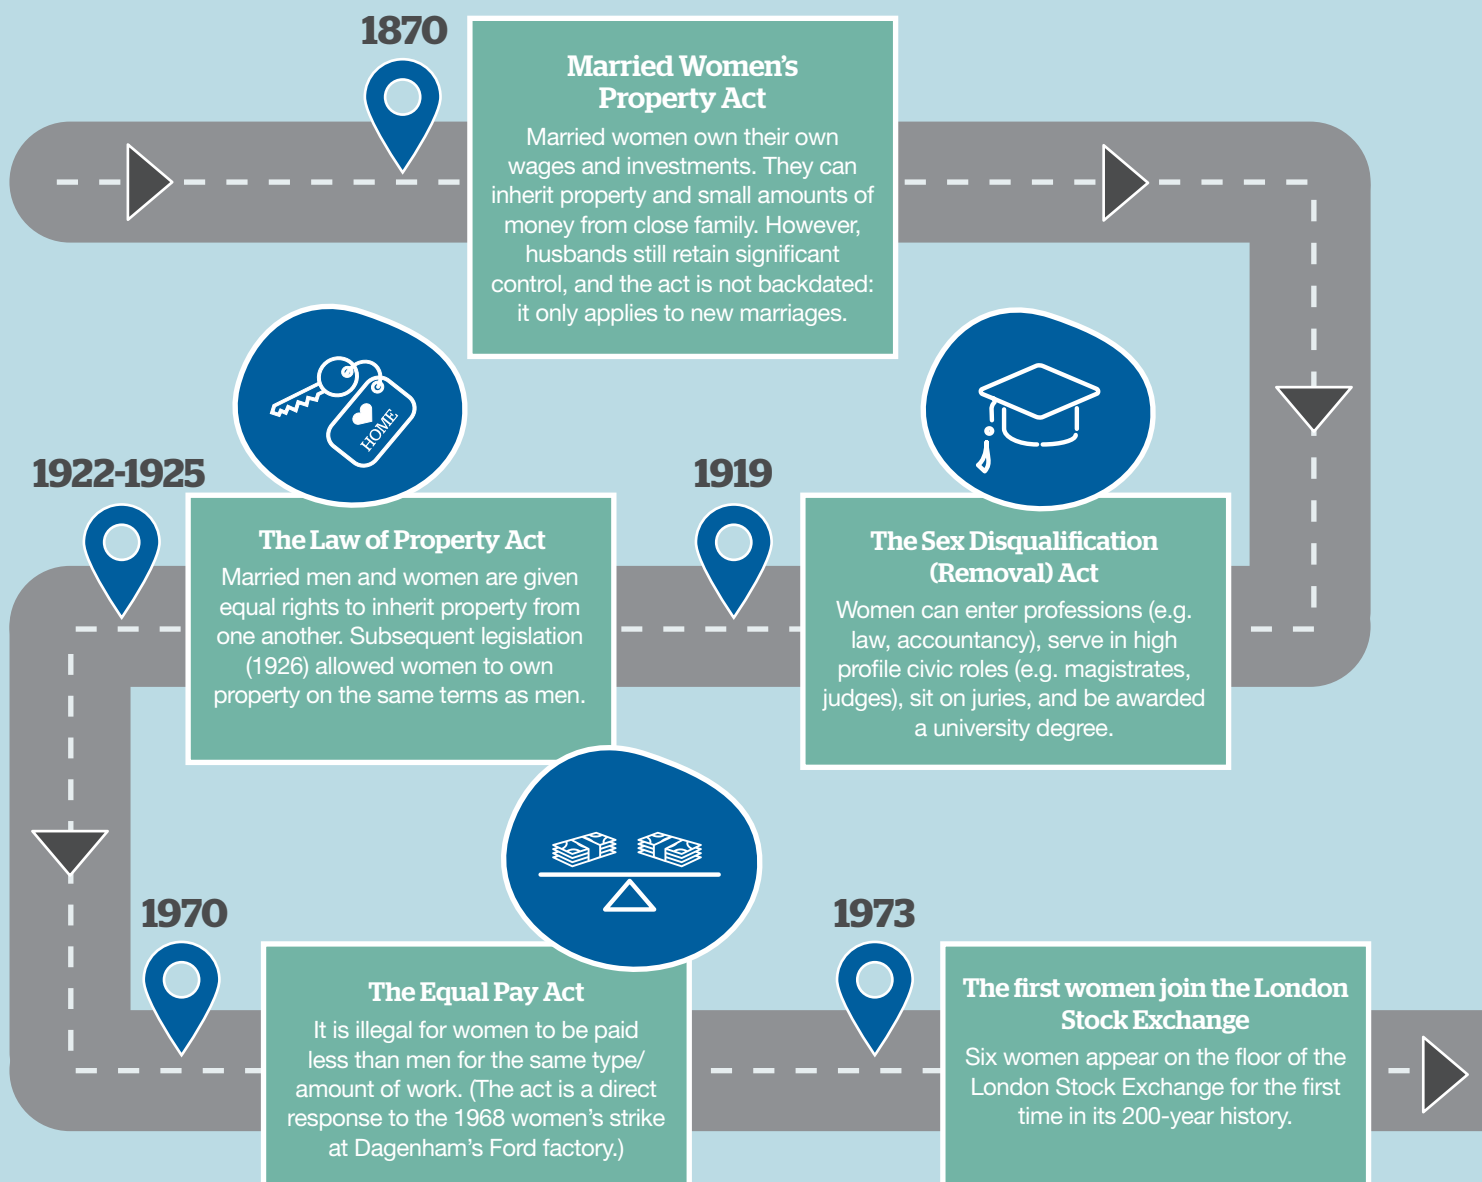 1870
Married Women’s
Property Act
Married women own their own
wages and investments. They can
inherit property and small amounts of
money from close family. However,
husbands still retain significant
control, and the act is not backdated:
it only applies to new marriages.
1919
The Sex Disqualification
(Removal) Act
Women can enter professions (e.g.
law, accountancy), serve in high
profile civic roles (e.g. magistrates,
judges), sit on juries, and be awarded
a university degree.
1922-1925
HOME
The Law of Property Act
Married men and women are given
equal rights to inherit property from
one another. Subsequent legislation
(1926) allowed women to own
property on the same terms as men.
1970
The Equal Pay Act
It is illegal for women to be paid
less than men for the same type/
amount of work. (The act is a direct
response to the 1968 women’s strike
at Dagenham’s Ford factory.)
1973
The first women join the London
Stock Exchange
Six women appear on the floor of the
London Stock Exchange for the first
time in its 200-year history.